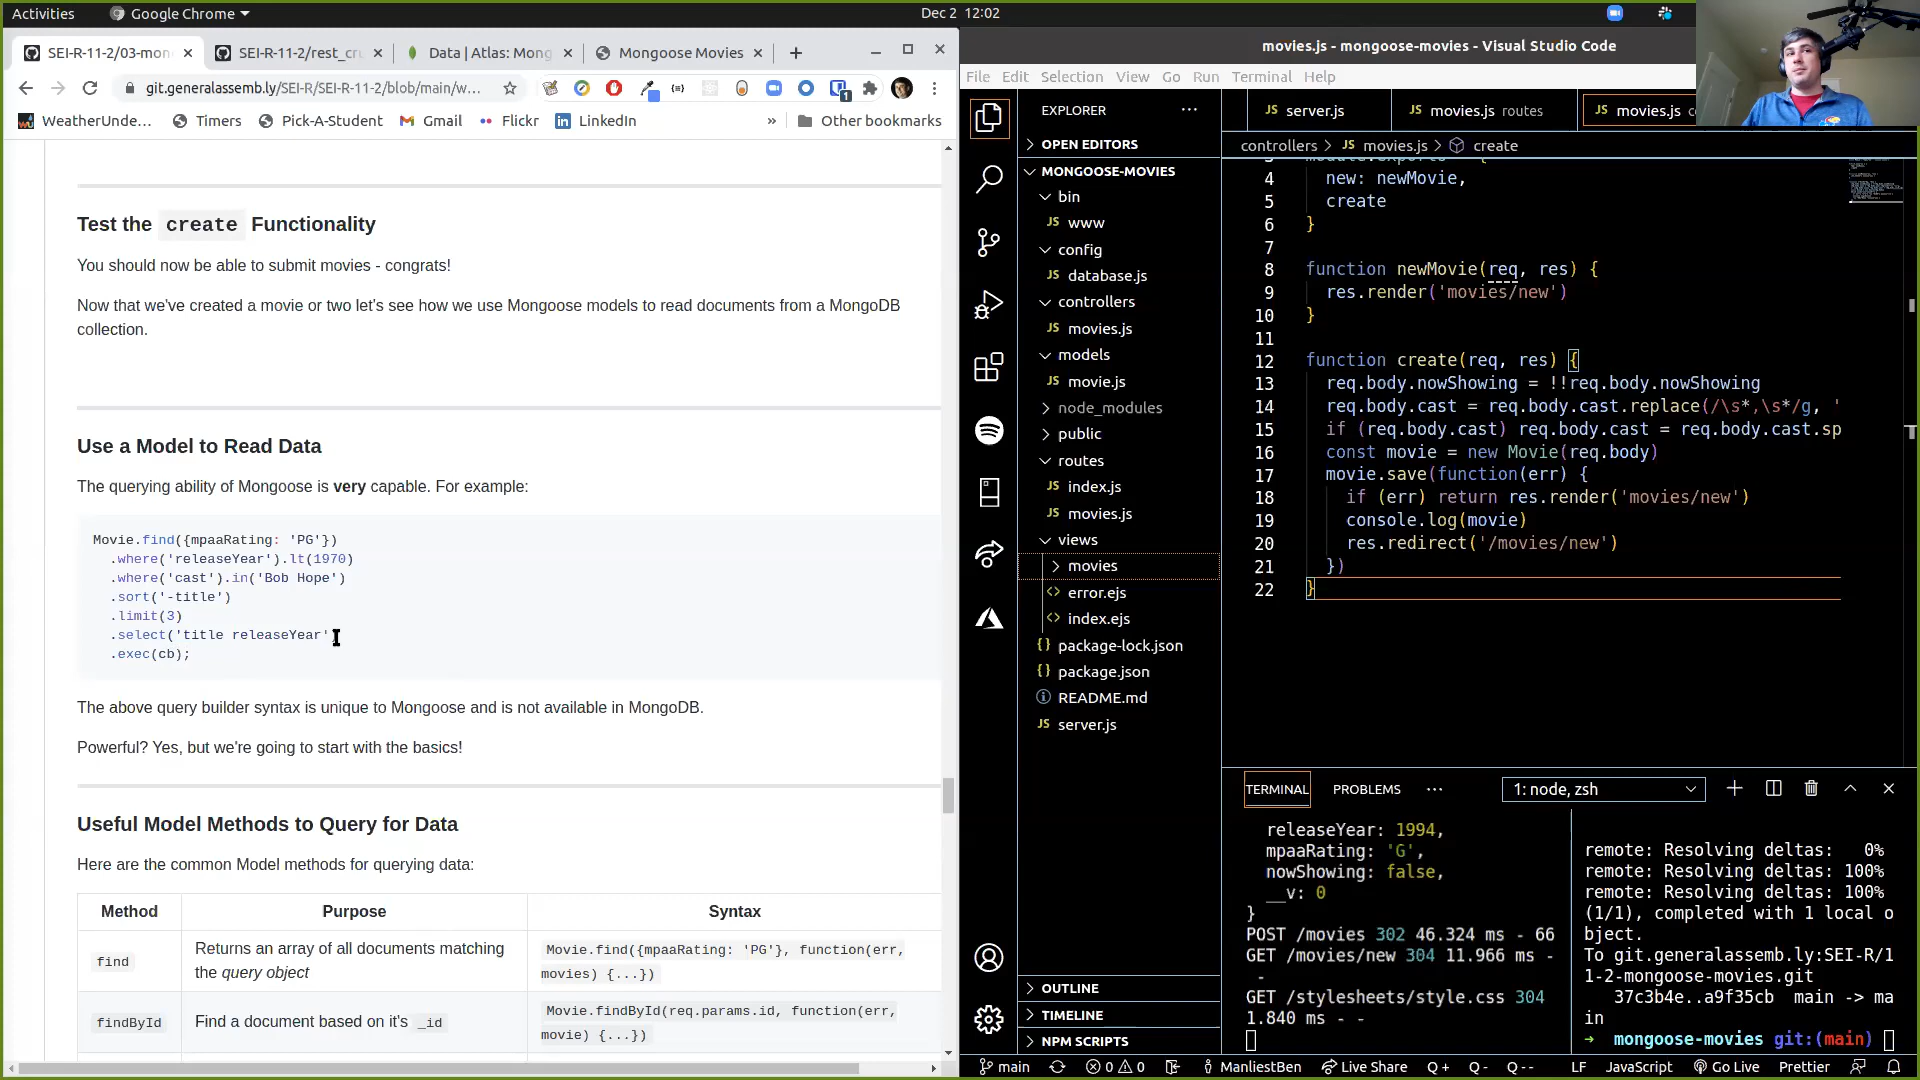 Activities
Google Chrome
Dec 2 12:02
SEI-R-11-2/03-mon
SEI-R-11-2/rest_cru
Data | Atlas: Mong
Mongoose Movies
git.generalassemb.ly/SEI-R/SEI-R-11-2/blob/main/w...
WeatherUnde...
Timers
Pick-A-Student
Gmail
Flickr
LinkedIn
»
Other bookmarks
Test the create Functionality
You should now be able to submit movies - congrats!
Now that we've created a movie or two let's see how we use Mongoose models to read documents from a MongoDB
collection.
Use a Model to Read Data
The querying ability of Mongoose is very capable. For example:
Movie.find({mpaaRating: 'PG'})
.where('releaseYear').lt(1970)
.where('cast').in('Bob Hope')
.sort('-title')
.limit(3)
.select('title releaseYear'
.exec(cb);
The above query builder syntax is unique to Mongoose and is not available in MongoDB.
Powerful? Yes, but we're going to start with the basics!
Useful Model Methods to Query for Data
Here are the common Model methods for querying data:
Method Purpose Syntax
find
Returns an array of all documents matching
the query object
Movie.find({mpaaRating: 'PG'}, function(err,
movies) {...})
findById
Find a document based on it's _id
Movie.findById(req.params.id, function(err,
movie) {...})
movies.js - mongoose-movies - Visual Studio Code
File Edit Selection View Go Run Terminal Help
EXPLORER
OPEN EDITORS
MONGOOSE-MOVIES
bin
JS www
config
JS database.js
controllers
JS movies.js
models
JS movie.js
node_modules
public
routes
JS index.js
JS movies.js
views
movies
<> error.ejs
<> index.ejs
{} package-lock.json
{} package.json
README.md
JS server.js
OUTLINE
TIMELINE
NPM SCRIPTS
JS server.js
JS movies.js routes
JS movies.js
controllers > JS movies.js > create
4 new: newMovie,
5 create
6 }
7
8 function newMovie(req, res) {
9 res.render('movies/new')
10 }
11
12 function create(req, res) {
13 req.body.nowShowing = !!req.body.nowShowing
14 req.body.cast = req.body.cast.replace(/\s*,\s*/g, '
15 if (req.body.cast) req.body.cast = req.body.cast.sp
16 const movie = new Movie(req.body)
17 movie.save(function(err) {
18 if (err) return res.render('movies/new')
19 console.log(movie)
20 res.redirect('/movies/new')
21 })
22 }
TERMINAL PROBLEMS ···
1: node, zsh
releaseYear: 1994,
mpaaRating: 'G',
nowShowing: false,
__v: 0
}
POST /movies 302 46.324 ms - 66
GET /movies/new 304 11.966 ms -
-
GET /stylesheets/style.css 304
1.840 ms - -
remote: Resolving deltas: 0%
remote: Resolving deltas: 100%
remote: Resolving deltas: 100%
(1/1), completed with 1 local o
bject.
To git.generalassemb.ly:SEI-R/1
1-2-mongoose-movies.git
37c3b4e..a9f35cb main -> ma
in
→ mongoose-movies git:(main)
main
0 0
ManliestBen
Live Share
Q + Q - Q --
LF
JavaScript
Go Live
Prettier